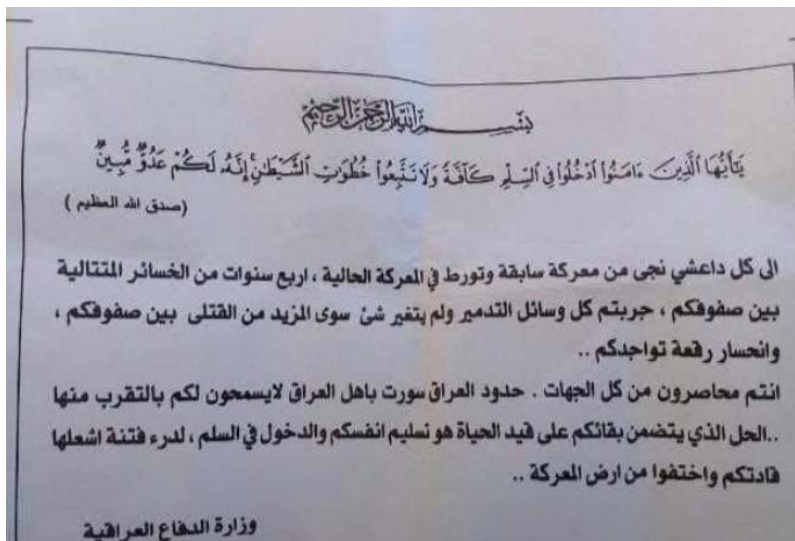 بسم الله الرحمن الرحيم
يَٰٓأَيُّهَا ٱلَّذِينَ ءَامَنُوا۟ ٱدْخُلُوا۟ فِى ٱلسِّلْمِ كَآفَّةً وَلَا تَتَّبِعُوا۟ خُطُوَٰتِ ٱلشَّيْطَٰنِ ۚ إِنَّهُۥ لَكُمْ عَدُوٌّ مُّبِينٌ
(صدق الله العظيم )
الى كل داعشي نجى من معركة سابقة وتورط في المعركة الحالية ، اربع سنوات من الخسائر المتتالية
بين صفوفكم ، جربتم كل وسائل التدمير ولم يتغير شئ سوى المزيد من القتلى بين صفوفكم ،
وانحسار رقعة تواجدكم ..
انتم محاصرون من كل الجهات . حدود العراق سورت باهل العراق لايسمحون لكم بالتقرب منها
..الحل الذي يتضمن بقائكم على قيد الحياة هو تسليم انفسكم والدخول في السلم ، لدرء فتنة اشعلها
قادتكم واختفوا من ارض المعركة ..
وزارة الدفاع العراقية